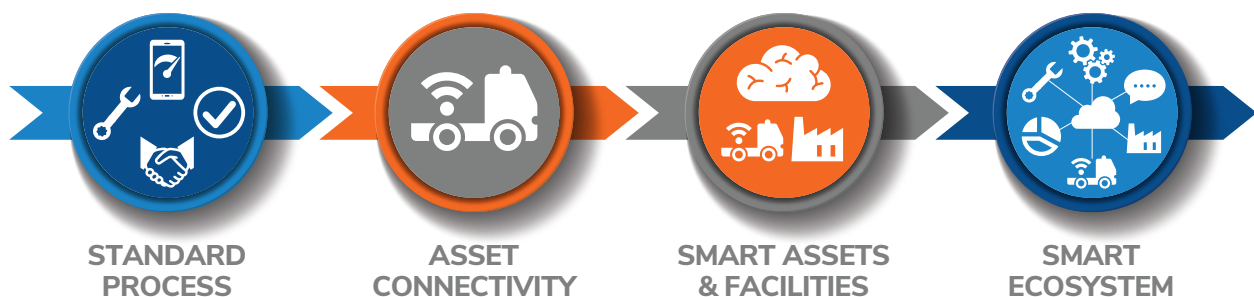 STANDARD
PROCESS
ASSET
CONNECTIVITY
SMART ASSETS
& FACILITIES
SMART
ECOSYSTEM